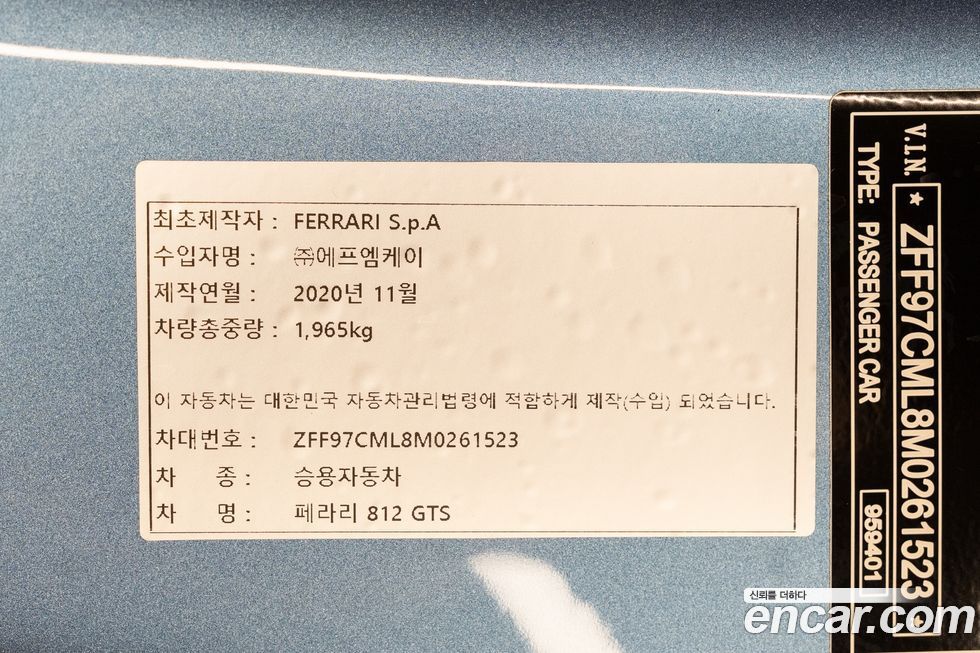 최초제작자 : FERRARI S.p.A
수입자명 : ㈜에프엠케이
제작연월 : 2020년 11월
차량총중량 : 1,965kg
이 자동차는 대한민국 자동차관리법령에 적합하게 제작(수입) 되었습니다.
차대번호 : ZFF97CML8M0261523
차 종 : 승용자동차
차 명 : 페라리 812 GTS
V.I.N. ★ ZFF97CML8M0261523 ★
TYPE: PASSENGER CAR
959401
신뢰를 더하다
encar.com